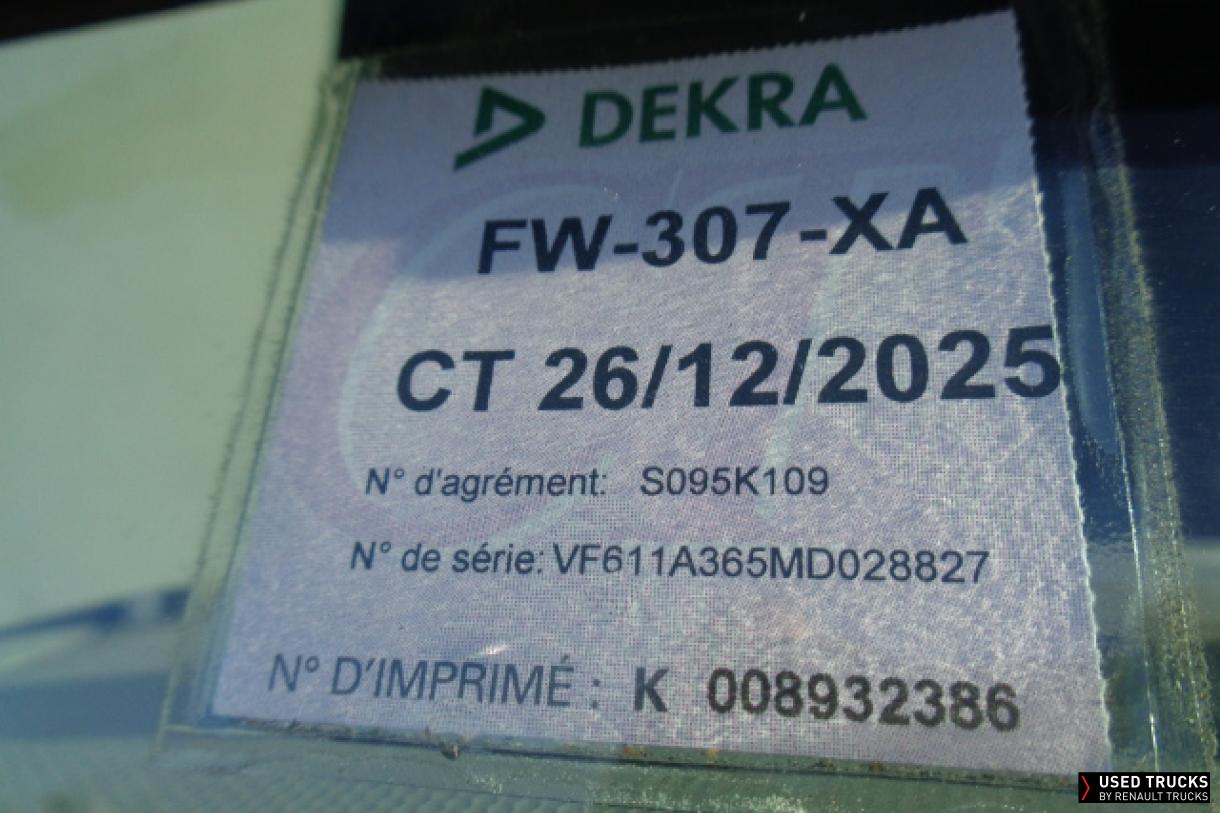 DEKRA
FW-307-XA
CT 26/12/2025
N° d'agrément: S095K109
N° de série: VF611A365MD028827
N° D'IMPRIMÉ : K 008932386
USED TRUCKS
BY RENAULT TRUCKS